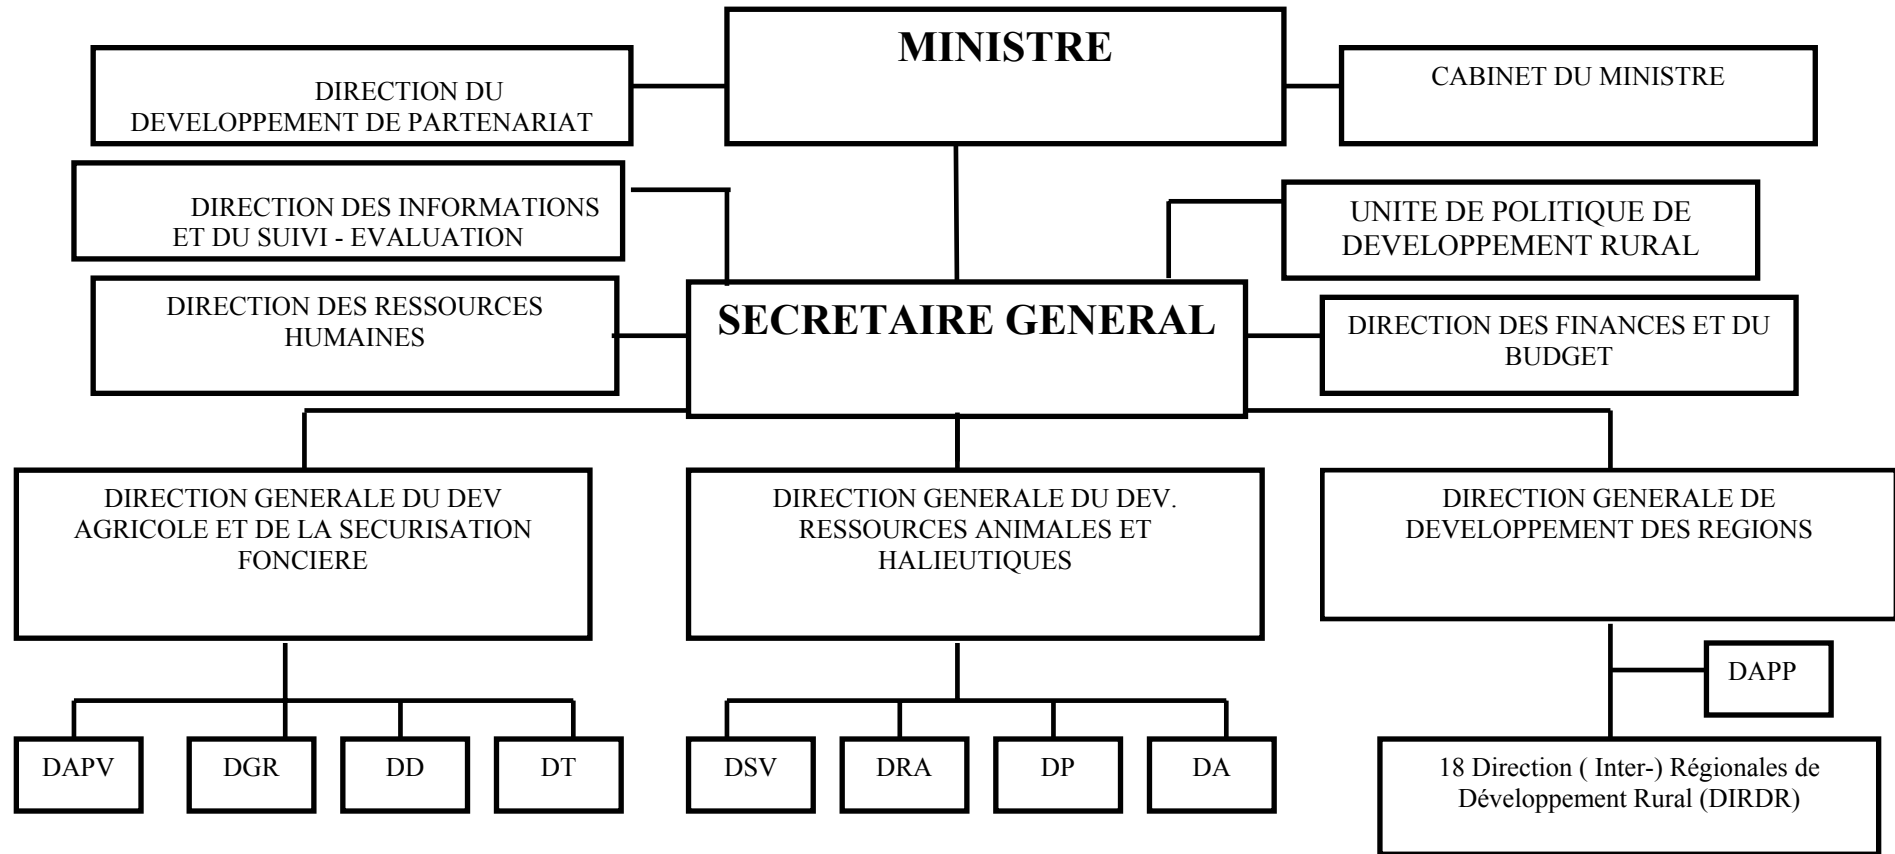 MINISTRE
DIRECTION DU
DEVELOPPEMENT DE PARTENARIAT
CABINET DU MINISTRE
DIRECTION DES INFORMATIONS
ET DU SUIVI - EVALUATION
UNITE DE POLITIQUE DE
DEVELOPPEMENT RURAL
DIRECTION DES RESSOURCES
HUMAINES
SECRETAIRE GENERAL
DIRECTION DES FINANCES ET DU
BUDGET
DIRECTION GENERALE DU DEV
AGRICOLE ET DE LA SECURISATION
FONCIERE
DIRECTION GENERALE DU DEV.
RESSOURCES ANIMALES ET
HALIEUTIQUES
DIRECTION GENERALE DE
DEVELOPPEMENT DES REGIONS
DAPP
DAPV
DGR
DD
DT
DSV
DRA
DP
DA
18 Direction ( Inter-) Régionales de
Développement Rural (DIRDR)